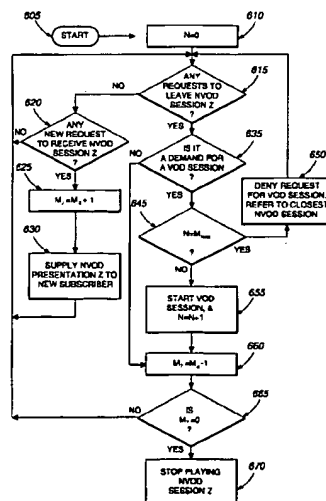 605
START
N=0
610
ANY
REQUESTS TO
LEAVE NVOD
SESSION Z
?
615
NO
YES
620
ANY
NEW REQUEST
TO RECEIVE NVOD
SESSION Z
?
NO
YES
625
630
SUPPLY NVOD
PRESENTATION Z TO
NEW SUBSCRIBER
635
IS IT
A DEMAND FOR
A VOD SESSION
?
NO
YES
645
?
YES
NO
650
DENY REQUEST
FOR VOD SESSION,
REFER TO CLOSEST
NVOD SESSION
START VOD
SESSION, &
N=N+1
655
660
IS
?
665
NO
YES
STOP PLAYING
NVOD
SESSION Z
670